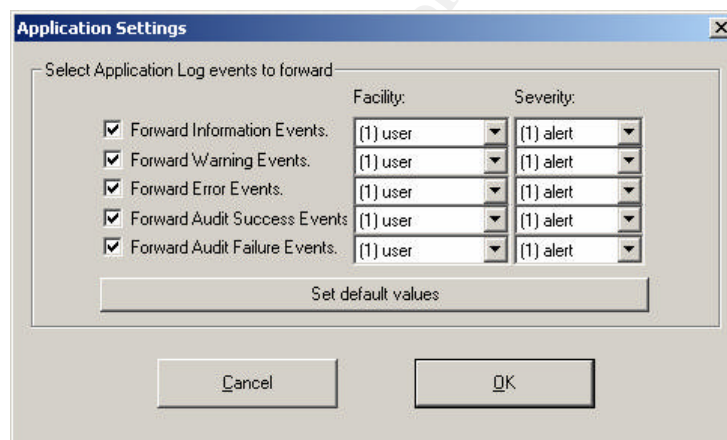 Application Settings
Select Application Log events to forward
Facility: Severity:
Forward Information Events. (1) user (1) alert
Forward Warning Events. (1) user (1) alert
Forward Error Events. (1) user (1) alert
Forward Audit Success Events (1) user (1) alert
Forward Audit Failure Events. (1) user (1) alert
Set default values
Cancel OK